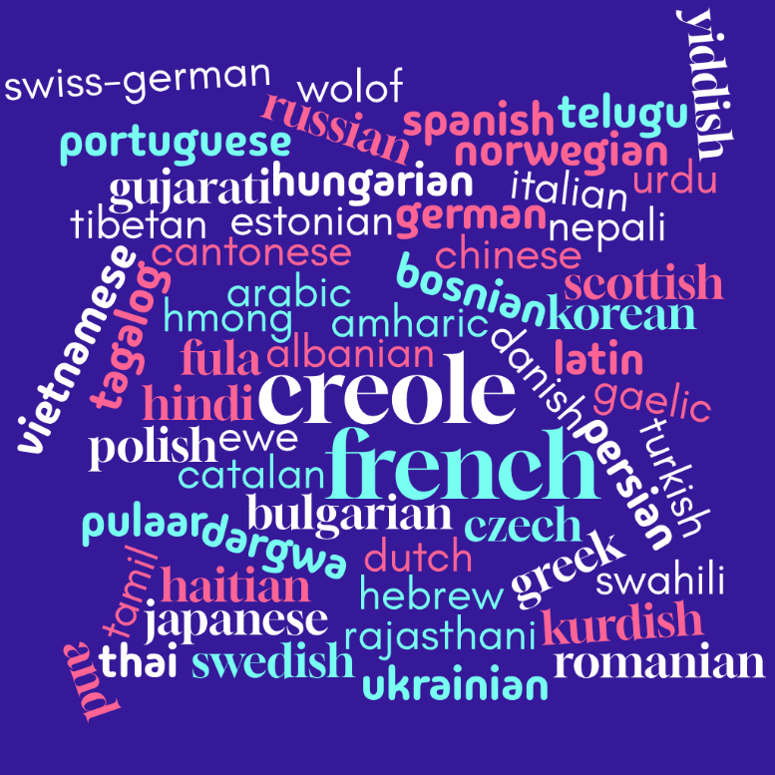 swiss-german
wolof
yiddish
russian
spanish
telugu
portuguese
norwegian
gujarati
hungarian
italian
urdu
tibetan
estonian
german
nepali
vietnamese
tagalog
cantonese
chinese
bosnian
scottish
arabic
hmong
amharic
korean
fula
albanian
danish
latin
hindi
creole
gaelic
polish
ewe
french
persian
turkish
catalan
bulgarian
czech
pulaar
dargwa
dutch
greek
tamil
haitian
hebrew
swahili
japanese
rajasthani
kurdish
pud
thai
swedish
romanian
ukrainian